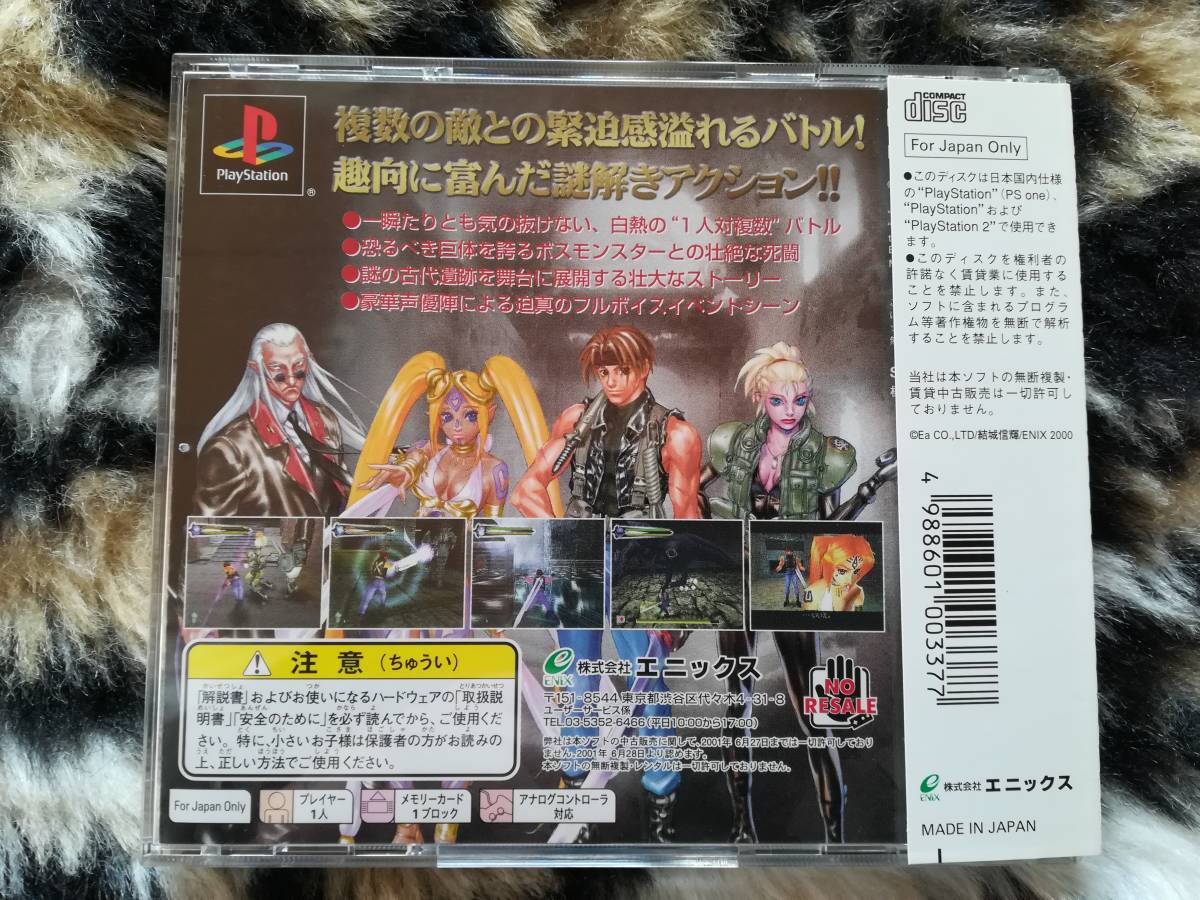 PlayStation
®
複数の敵との緊迫感溢れるバトル!
趣向に富んだ謎解きアクション!!
●一瞬たりとも気の抜けない、白熱の“1人対複数”バトル
●恐るべき巨体を誇るボスモンスターとの壮絶な死闘
●謎の古代遺跡を舞台に展開する壮大なストーリー
●豪華声優陣による迫真のフルボイスイベントシーン
注意(ちゅうい)
「解説書」およびお使いになるハードウェアの「取扱説
明書」「安全のために」を必ず読んでから、ご使用くだ
さい。特に、小さいお子様は保護者の方がお読みの
上、正しい方法でご使用ください。
For Japan Only
プレイヤー
1人
メモリーカード
1ブロック
アナログコントローラ
対応
ENIX
株式会社 エニックス
〒151-8544 東京都渋谷区代々木4-31-8
ユーザーサービス係
TEL.03-5352-6466(平日10:00から17:00)
弊社は本ソフトの中古販売に関して、2001年 6月27日までは一切許可しており
ません。2001年 6月28日より認めます。
本ソフトの無断複製・レンタルは一切許可しておりません。
NO
RESALE
COMPACT
disc
For Japan Only
●このディスクは日本国内仕様
の“PlayStation”(PS one)、
“PlayStation”および
“PlayStation 2”で使用でき
ます。
●このディスクを権利者の
許諾なく賃貸業に使用する
ことを禁止します。また、
ソフトに含まれるプログラ
ム等著作権物を無断で解析
することを禁止します。
当社は本ソフトの無断複製・
賃貸中古販売は一切許可し
ておりません。
©Ea CO.,LTD/結城信輝/ENIX 2000
4 988601 003377
ENIX
株式会社 エニックス
MADE IN JAPAN